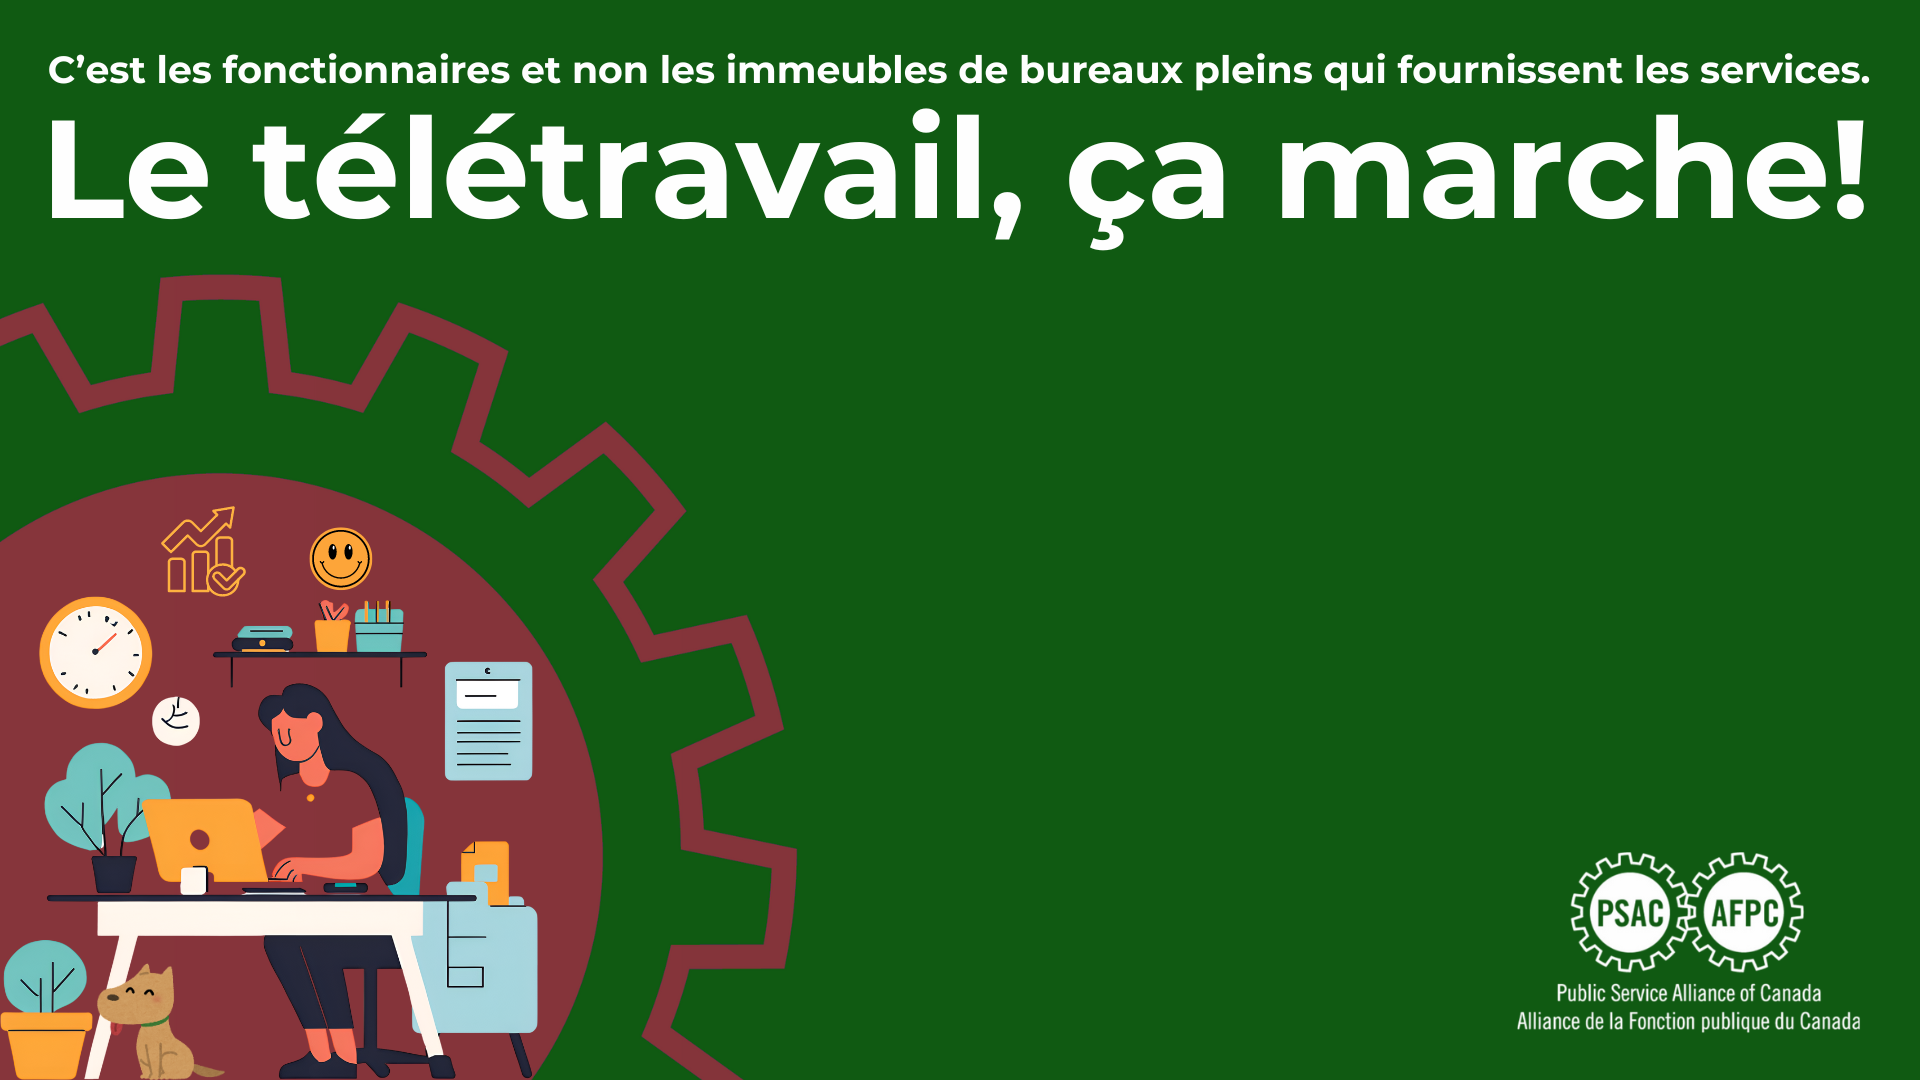 C’est les fonctionnaires et non les immeubles de bureaux pleins qui fournissent les services.
Le télétravail, ça marche!
PSAC AFPC
Public Service Alliance of Canada
Alliance de la Fonction publique du Canada